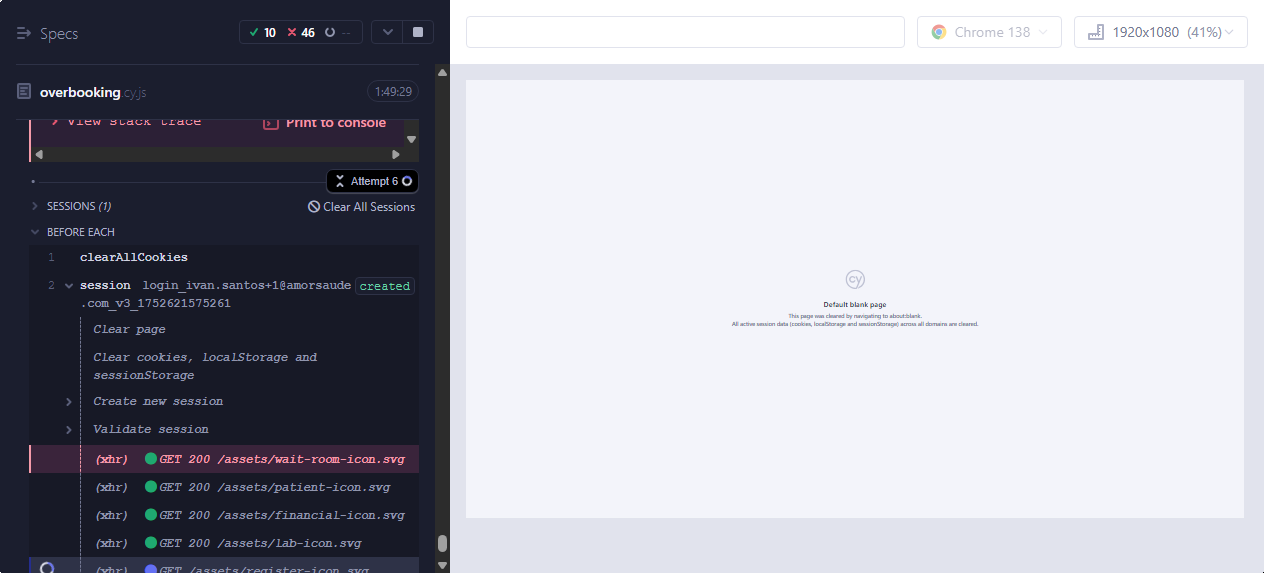 Specs
10
46
--
Chrome 138
1920x1080 (41%)
overbooking.cy.js
1:49:29
View stack trace
Print to console
Attempt 6
SESSIONS (1)
Clear All Sessions
BEFORE EACH
1 clearAllCookies
2 session login_ivan.santos+1@amorsaude created
.com_v3_1752621575261
Clear page
Clear cookies, localStorage and
sessionStorage
Create new session
Validate session
(xhr) GET 200 /assets/wait-room-icon.svg
(xhr) GET 200 /assets/patient-icon.svg
(xhr) GET 200 /assets/financial-icon.svg
(xhr) GET 200 /assets/lab-icon.svg
(xhr) GET /assets/register-icon.svg
cy
Default blank page
This page was cleared by navigating to about:blank.
All active session data (cookies, localStorage and sessionStorage) across all domains are cleared.